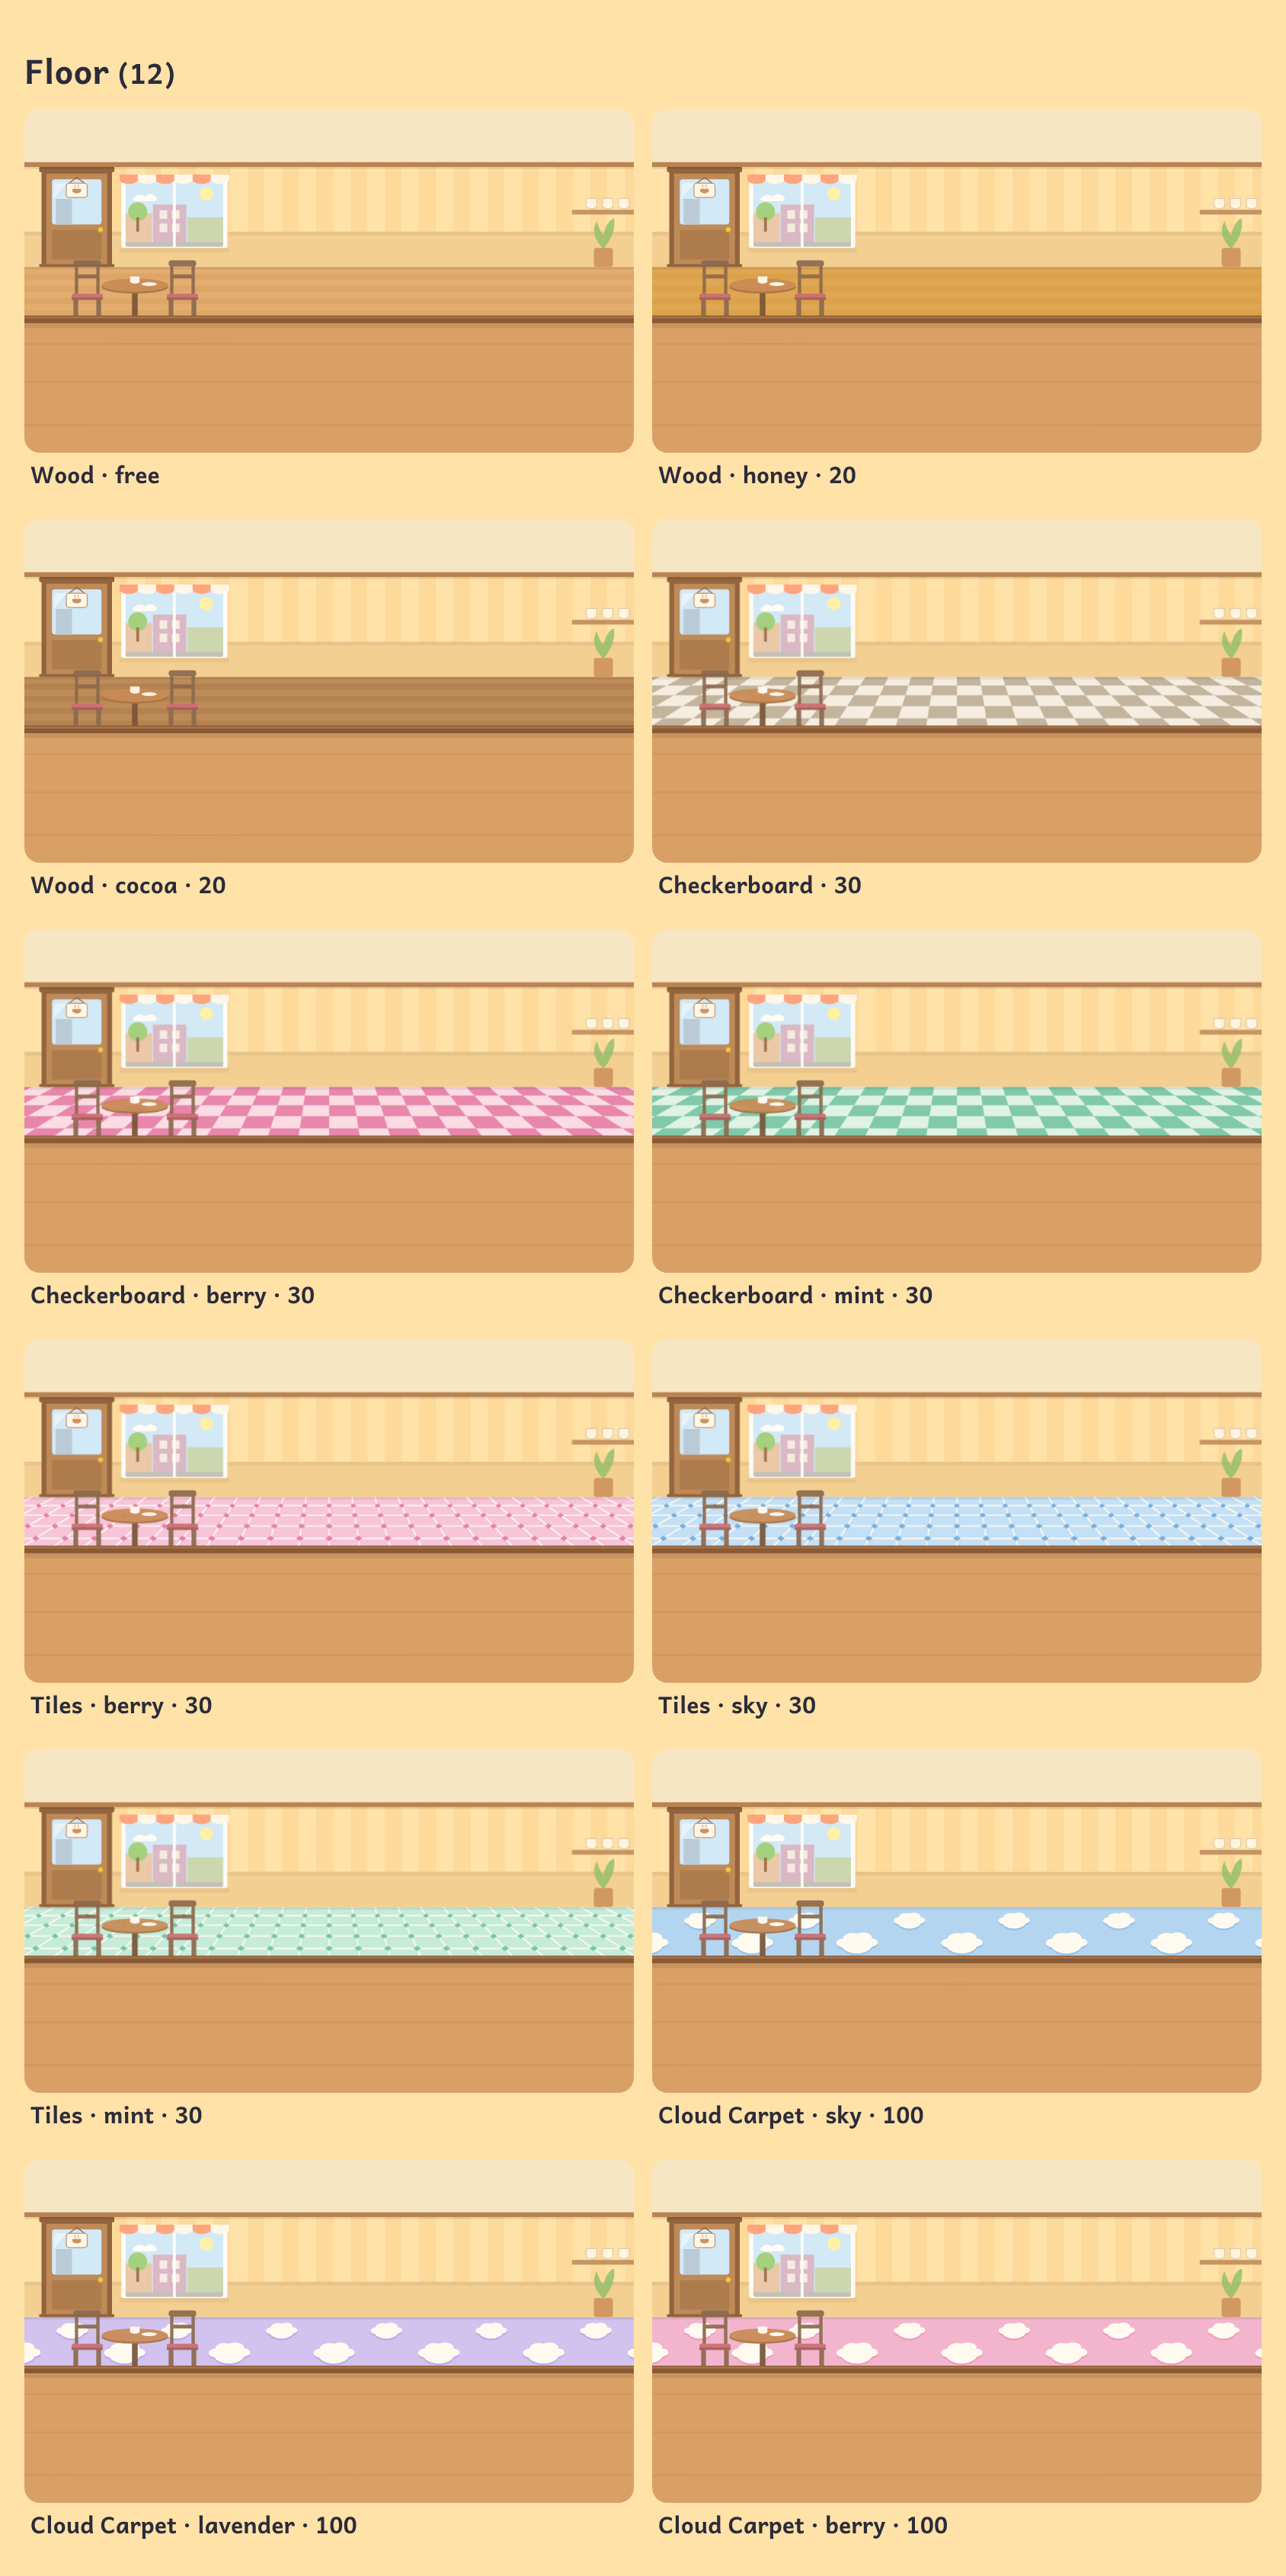 Floor (12)
Wood · free
Wood · honey · 20
Wood · cocoa · 20
Checkerboard · 30
Checkerboard · berry · 30
Checkerboard · mint · 30
Tiles · berry · 30
Tiles · sky · 30
Tiles · mint · 30
Cloud Carpet · sky · 100
Cloud Carpet · lavender · 100
Cloud Carpet · berry · 100